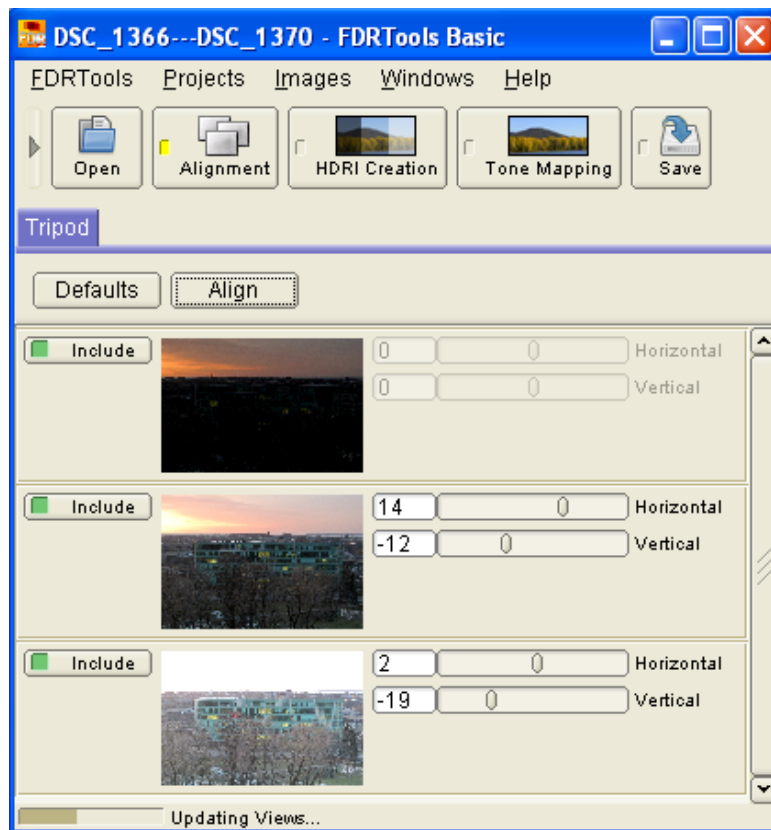 DSC_1366---DSC_1370 - FDRTools Basic
FDRTools Projects Images Windows Help
Open Alignment HDRI Creation Tone Mapping Save
Tripod
Defaults Align
Include 0 Horizontal
0 Vertical
Include 14 Horizontal
-12 Vertical
Include 2 Horizontal
-19 Vertical
Updating Views...